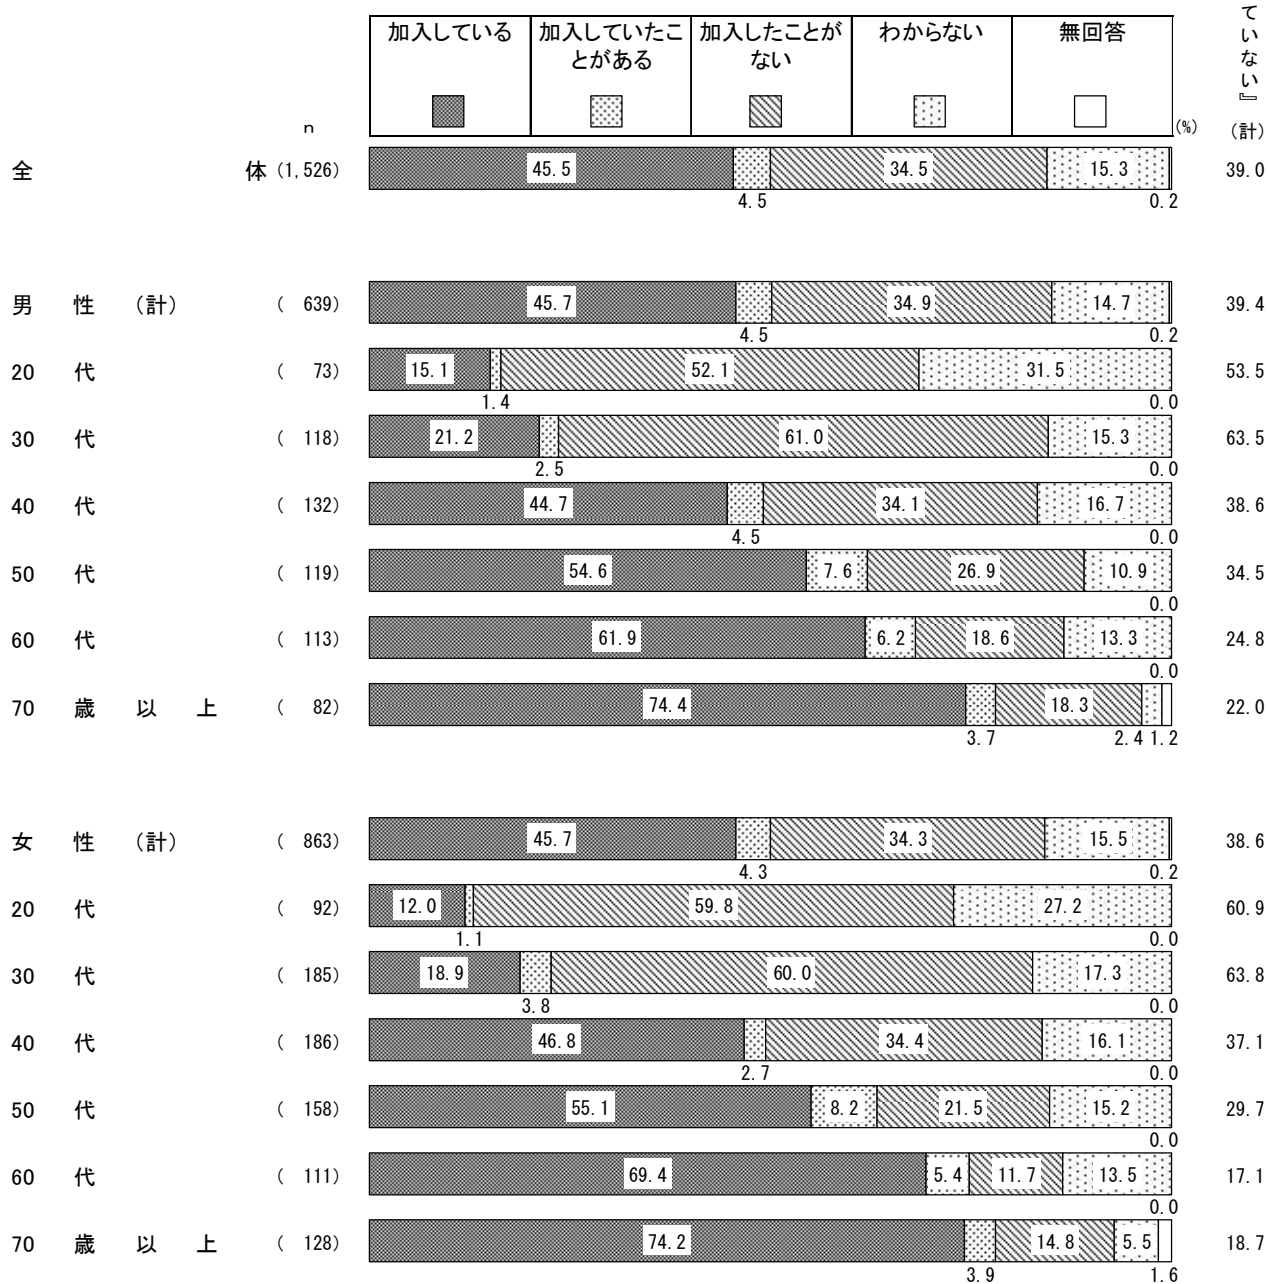 加入している 加入していたことがある 加入したことがない わからない 無回答
ていない』(計)
n
(%)
全 体 (1,526) 45.5 4.5 34.5 15.3 0.2 39.0
男 性 (計) ( 639) 45.7 4.5 34.9 14.7 0.2 39.4
20 代 ( 73) 15.1 1.4 52.1 31.5 0.0 53.5
30 代 ( 118) 21.2 2.5 61.0 15.3 0.0 63.5
40 代 ( 132) 44.7 4.5 34.1 16.7 0.0 38.6
50 代 ( 119) 54.6 7.6 26.9 10.9 0.0 34.5
60 代 ( 113) 61.9 6.2 18.6 13.3 0.0 24.8
70 歳 以 上 ( 82) 74.4 3.7 18.3 2.4 1.2 22.0
女 性 (計) ( 863) 45.7 4.3 34.3 15.5 0.2 38.6
20 代 ( 92) 12.0 1.1 59.8 27.2 0.0 60.9
30 代 ( 185) 18.9 3.8 60.0 17.3 0.0 63.8
40 代 ( 186) 46.8 2.7 34.4 16.1 0.0 37.1
50 代 ( 158) 55.1 8.2 21.5 15.2 0.0 29.7
60 代 ( 111) 69.4 5.4 11.7 13.5 0.0 17.1
70 歳 以 上 ( 128) 74.2 3.9 14.8 5.5 1.6 18.7